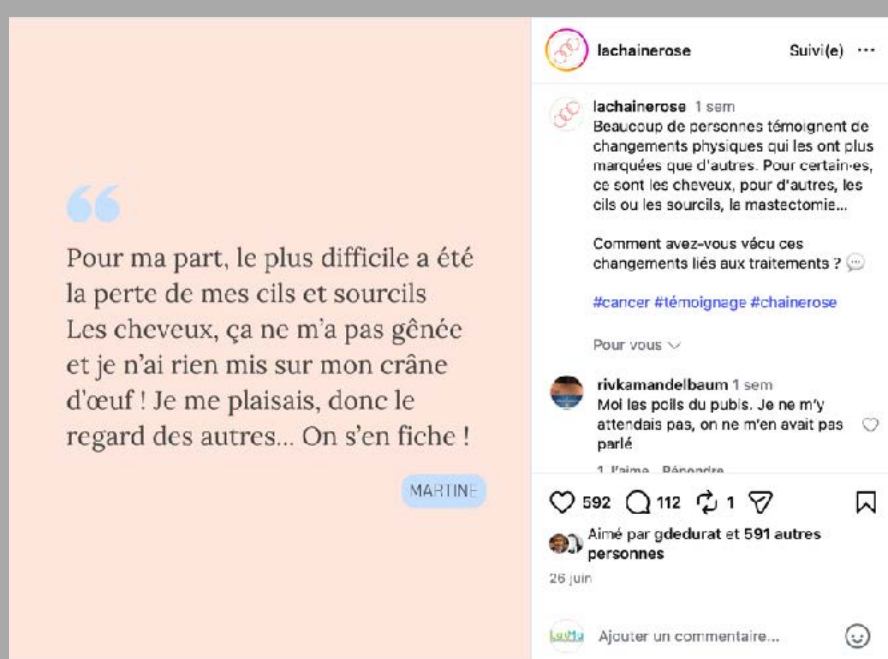 “
Pour ma part, le plus difficile a été
la perte de mes cils et sourcils
Les cheveux, ça ne m’a pas gênée
et je n’ai rien mis sur mon crâne
d’œuf ! Je me plaisais, donc le
regard des autres... On s’en fiche !
MARTINE
lachainerose Suivi(e) ...
lachainerose 1 sem
Beaucoup de personnes témoignent de
changements physiques qui les ont plus
marquées que d'autres. Pour certain·es,
ce sont les cheveux, pour d'autres, les
cils ou les sourcils, la mastectomie...
Comment avez-vous vécu ces
changements liés aux traitements ? 💬
#cancer #témoignage #chainerose
Pour vous
rivkamandelbaum 1 sem
Moi les poils du pubis. Je ne m'y
attendais pas, on ne m'en avait pas
parlé
1 J'aime Répondre
592 112 1
Aimé par gdedurat et 591 autres
personnes
26 juin
Ajouter un commentaire...